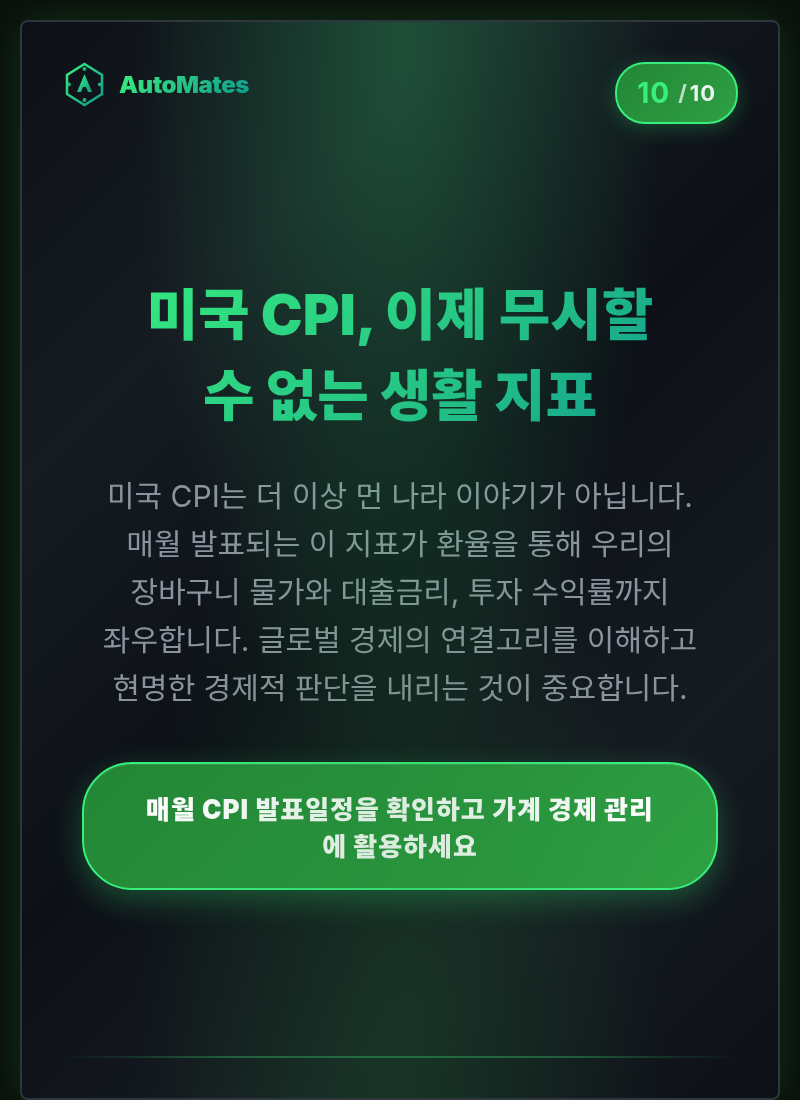 AutoMates
10 /10
미국 CPI, 이제 무시할
수 없는 생활 지표
미국 CPI는 더 이상 먼 나라 이야기가 아닙니다.
매월 발표되는 이 지표가 환율을 통해 우리의
장바구니 물가와 대출금리, 투자 수익률까지
좌우합니다. 글로벌 경제의 연결고리를 이해하고
현명한 경제적 판단을 내리는 것이 중요합니다.
매월 CPI 발표일정을 확인하고 가계 경제 관리
에 활용하세요